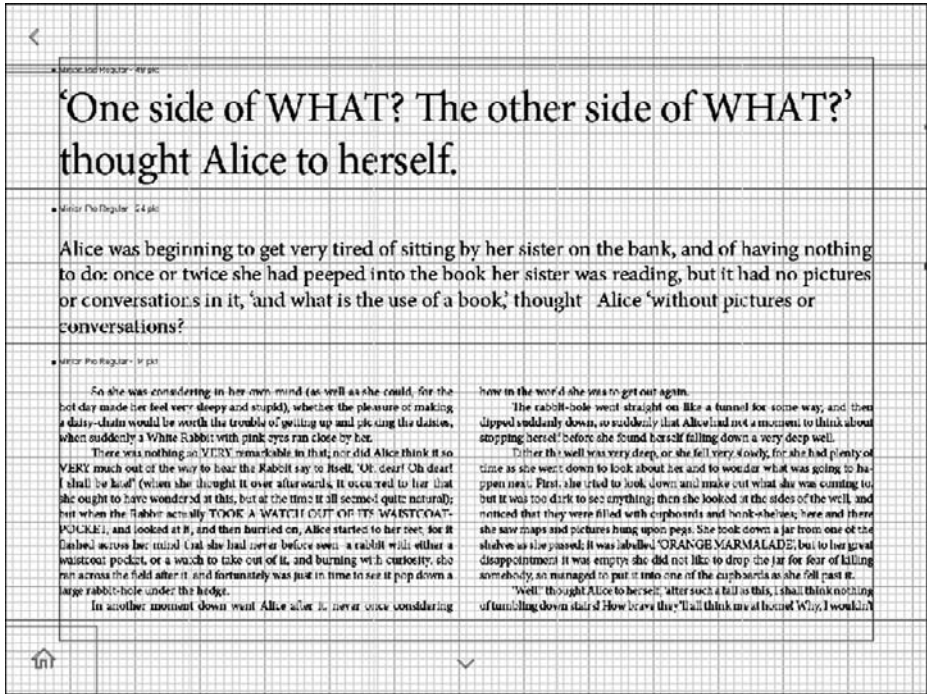 Minion Pro Regular - 48 pkt
‘One side of WHAT? The other side of WHAT?’
thought Alice to herself.
Minion Pro Regular - 24 pkt
Alice was beginning to get very tired of sitting by her sister on the bank, and of having nothing
to do: once or twice she had peeped into the book her sister was reading, but it had no pictures
or conversations in it, ‘and what is the use of a book,’ thought Alice ‘without pictures or
conversations?
Minion Pro Regular - pkt
So she was considering in her own mind (as well as she could, for the
hot day made her feel very sleepy and stupid), whether the pleasure of making
a daisy-chain would be worth the trouble of getting up and picking the daisies,
when suddenly a White Rabbit with pink eyes ran close by her.
There was nothing so VERY remarkable in that; nor did Alice think it so
VERY much out of the way to hear the Rabbit say to itself, ‘Oh dear! Oh dear!
I shall be late!’ (when she thought it over afterwards, it occurred to her that
she ought to have wondered at this, but at the time it all seemed quite natural);
but when the Rabbit actually TOOK A WATCH OUT OF ITS WAISTCOAT-
POCKET, and looked at it, and then hurried on, Alice started to her feet, for it
flashed across her mind that she had never before seen a rabbit with either a
waistcoat pocket, or a watch to take out of it, and burning with curiosity, she
ran across the field after it, and fortunately was just in time to see it pop down a
large rabbit-hole under the hedge.
In another moment down went Alice after it, never once considering
how in the world she was to get out again.
The rabbit-hole went straight on like a tunnel for some way, and then
dipped suddenly down, so suddenly that Alice had not a moment to think about
stopping herself before she found herself falling down a very deep well.
Either the well was very deep, or she fell very slowly, for she had plenty of
time as she went down to look about her and to wonder what was going to ha-
ppen next. First, she tried to look down and make out what she was coming to,
but it was too dark to see anything; then she looked at the sides of the well, and
noticed that they were filled with cupboards and book-shelves; here and there
she saw maps and pictures hung upon pegs. She took down a jar from one of the
shelves as she passed; it was labelled ‘ORANGE MARMALADE’, but to her great
disappointment it was empty: she did not like to drop the jar for fear of killing
somebody, so managed to put it into one of the cupboards as she fell past it.
‘Well!’ thought Alice to herself, ‘after such a fall as this, I shall think nothing
of tumbling down stairs! How brave they’ll all think me at home! Why, I wouldn’t